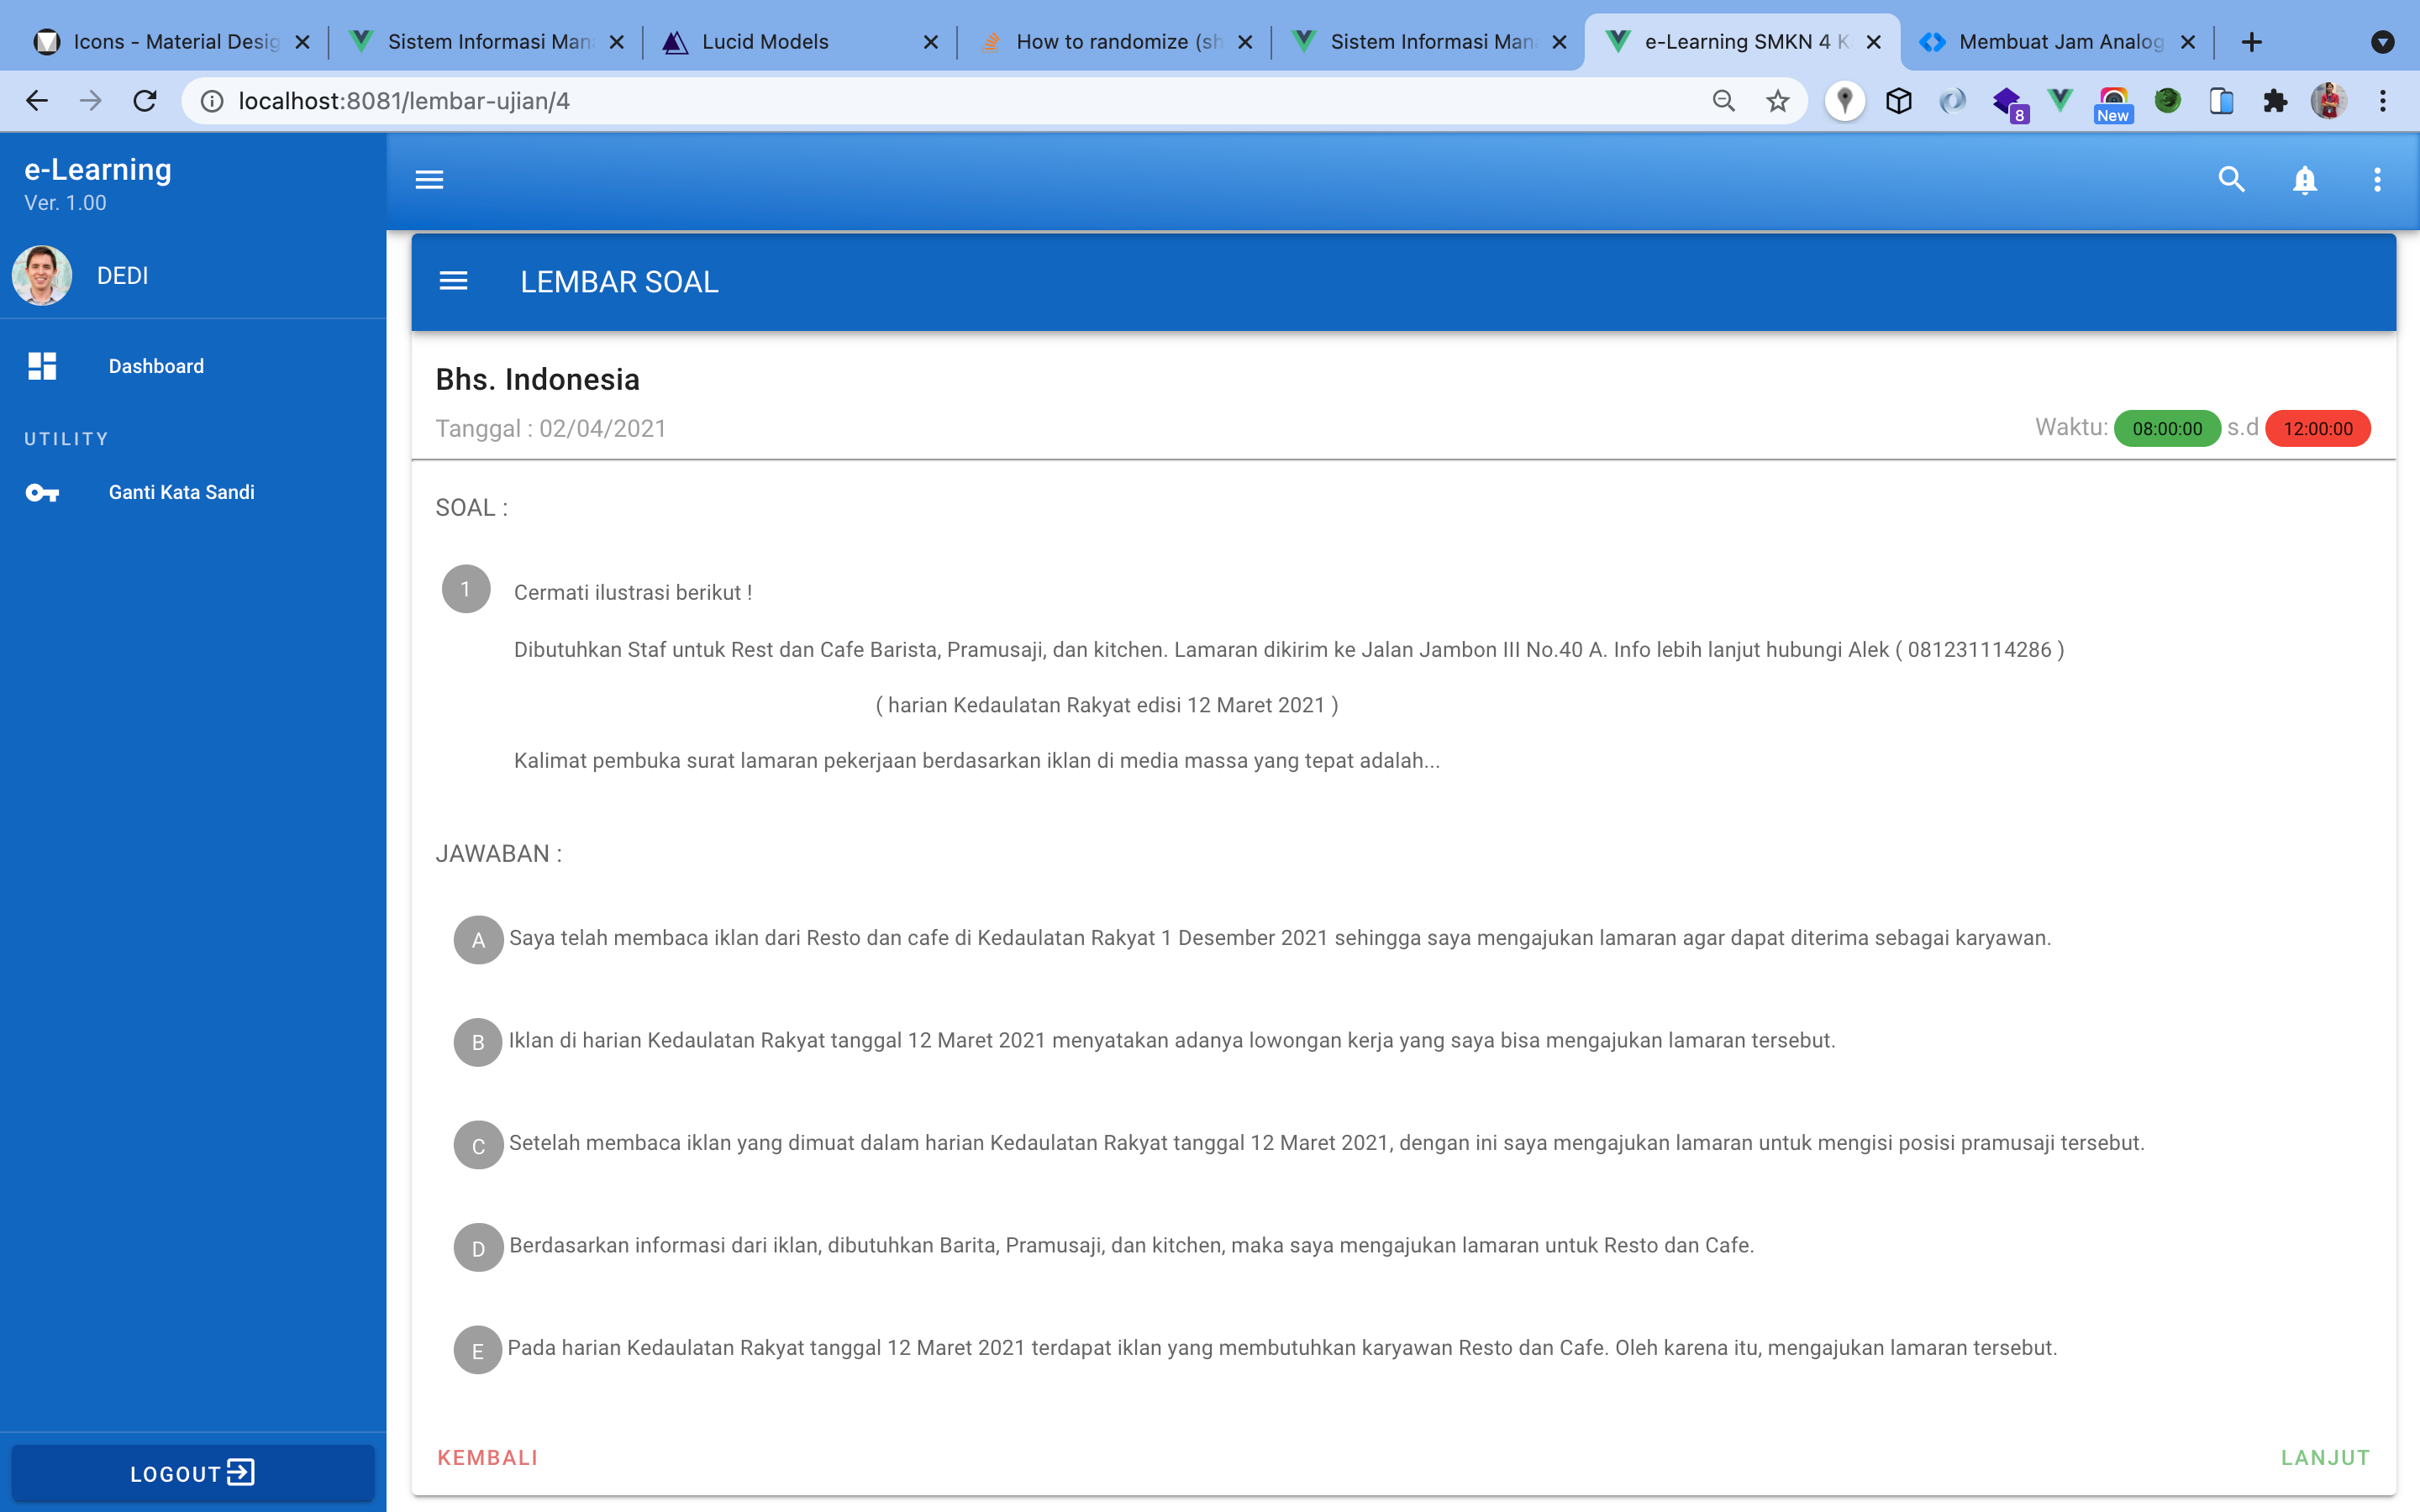 Icons - Material Desig
Sistem Informasi Man
Lucid Models
How to randomize (sh
Sistem Informasi Man
e-Learning SMKN 4 K
Membuat Jam Analog
localhost:8081/lembar-ujian/4
8
New
e-Learning
Ver. 1.00
DEDI
Dashboard
UTILITY
Ganti Kata Sandi
LOGOUT
LEMBAR SOAL
Bhs. Indonesia
Tanggal : 02/04/2021
Waktu: 08:00:00 s.d 12:00:00
SOAL :
1 Cermati ilustrasi berikut !
Dibutuhkan Staf untuk Rest dan Cafe Barista, Pramusaji, dan kitchen. Lamaran dikirim ke Jalan Jambon III No.40 A. Info lebih lanjut hubungi Alek ( 081231114286 )
( harian Kedaulatan Rakyat edisi 12 Maret 2021 )
Kalimat pembuka surat lamaran pekerjaan berdasarkan iklan di media massa yang tepat adalah...
JAWABAN :
A Saya telah membaca iklan dari Resto dan cafe di Kedaulatan Rakyat 1 Desember 2021 sehingga saya mengajukan lamaran agar dapat diterima sebagai karyawan.
B Iklan di harian Kedaulatan Rakyat tanggal 12 Maret 2021 menyatakan adanya lowongan kerja yang saya bisa mengajukan lamaran tersebut.
C Setelah membaca iklan yang dimuat dalam harian Kedaulatan Rakyat tanggal 12 Maret 2021, dengan ini saya mengajukan lamaran untuk mengisi posisi pramusaji tersebut.
D Berdasarkan informasi dari iklan, dibutuhkan Barita, Pramusaji, dan kitchen, maka saya mengajukan lamaran untuk Resto dan Cafe.
E Pada harian Kedaulatan Rakyat tanggal 12 Maret 2021 terdapat iklan yang membutuhkan karyawan Resto dan Cafe. Oleh karena itu, mengajukan lamaran tersebut.
KEMBALI
LANJUT